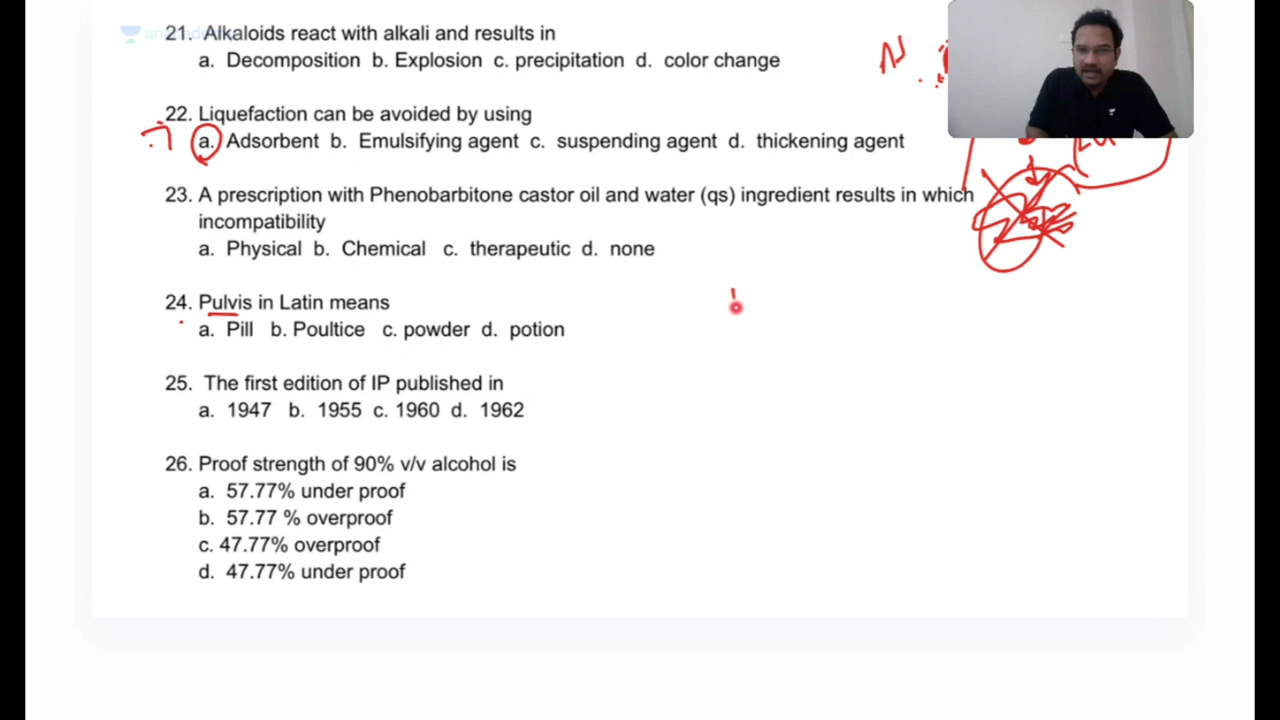 21. Alkaloids react with alkali and results in
a. Decomposition b. Explosion c. precipitation d. color change
N
22. Liquefaction can be avoided by using
a. Adsorbent b. Emulsifying agent c. suspending agent d. thickening agent
23. A prescription with Phenobarbitone castor oil and water (qs) ingredient results in which
incompatibility
a. Physical b. Chemical c. therapeutic d. none
24. Pulvis in Latin means
a. Pill b. Poultice c. powder d. potion
25. The first edition of IP published in
a. 1947 b. 1955 c. 1960 d. 1962
26. Proof strength of 90% v/v alcohol is
a. 57.77% under proof
b. 57.77 % overproof
c. 47.77% overproof
d. 47.77% under proof